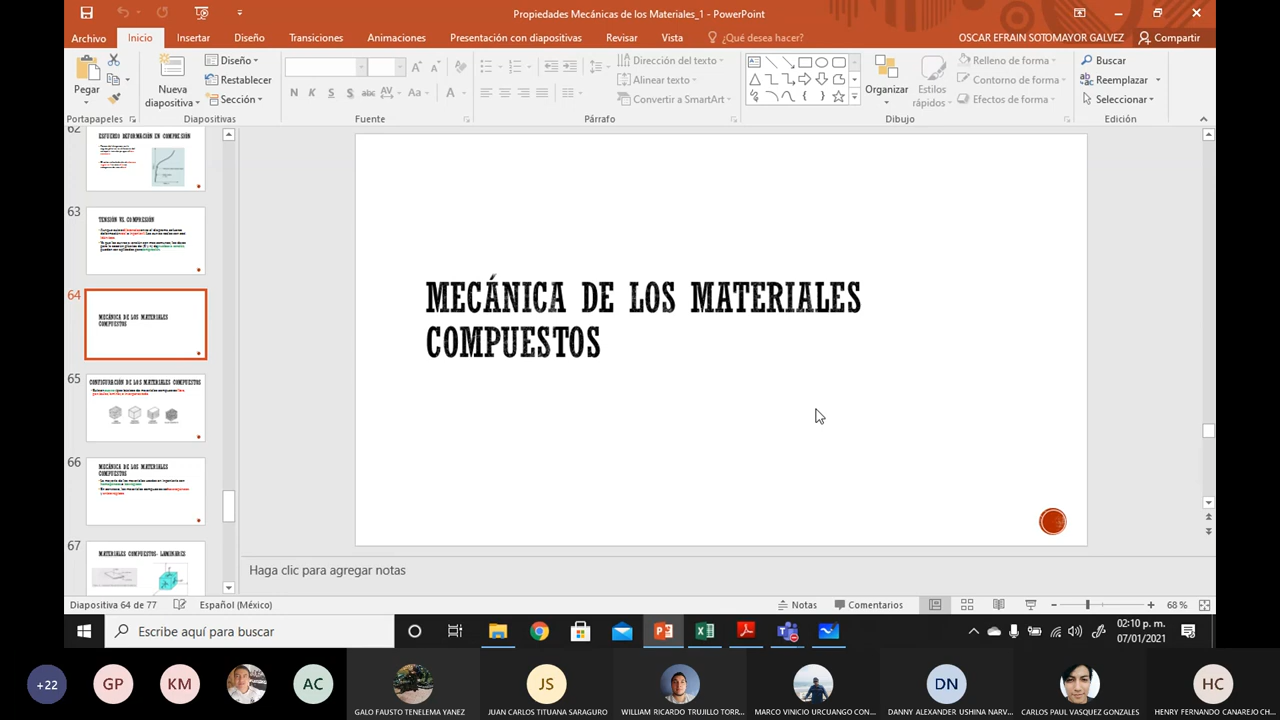 Propiedades Mecánicas de los Materiales_1 - PowerPoint
Archivo Inicio Insertar Diseño Transiciones Animaciones Presentación con diapositivas Revisar Vista ¿Qué desea hacer? OSCAR EFRAIN SOTOMAYOR GALVEZ Compartir
Pegar
Nueva diapositiva
Diseño
Restablecer
Sección
N K S S abc AV Aa A
Dirección del texto
Alinear texto
Convertir a SmartArt
Organizar
Estilos rápidos
Relleno de forma
Contorno de forma
Efectos de forma
Buscar
Reemplazar
Seleccionar
Portapapeles Diapositivas Fuente Párrafo Dibujo Edición
62
ESFUERZO DEFORMACIÓN EN COMPRESIÓN
63
TENSIÓN VS. COMPRESIÓN
64
MECÁNICA DE LOS MATERIALES
COMPUESTOS
65
CONFIGURACIÓN DE LOS MATERIALES COMPUESTOS
66
MECÁNICA DE LOS MATERIALES
COMPUESTOS
67
MATERIALES COMPUESTOS- LAMINARES
MECÁNICA DE LOS MATERIALES
COMPUESTOS
Haga clic para agregar notas
Diapositiva 64 de 77 Español (México) Notas Comentarios 68 %
Escribe aquí para buscar
02:10 p. m.
07/01/2021
+22 GP KM AC JS DN HC
GALO FAUSTO TENELEMA YANEZ JUAN CARLOS TITUANA SARAGURO WILLIAM RICARDO TRUJILLO TORR... MARCO VINICIO URCUANGO CON... DANNY ALEXANDER USHINA NARV... CARLOS PAUL VASQUEZ GONZALES HENRY FERNANDO CANAREJO CH...